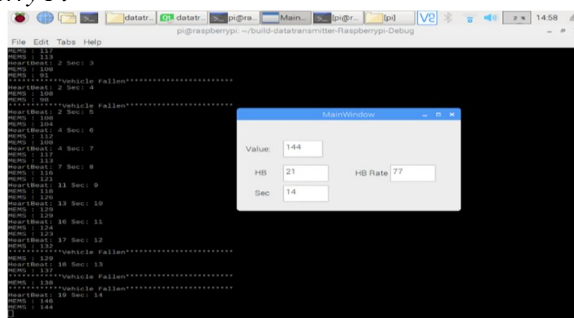 datatr... datatr... pi@ra... Main... [pi@r... [pi] 14:58
pi@raspberrypi: ~/build-datatransmitter-Raspberrypi-Debug
File Edit Tabs Help
MEMS : 117
MEMS : 113
HeartBeat: 2 Sec: 3
MEMS : 109
MEMS : 91
************Vehicle Fallen************************
HeartBeat: 2 Sec: 4
MEMS : 108
MEMS : 98
************Vehicle Fallen************************
HeartBeat: 2 Sec: 5
MEMS : 108
MEMS : 104
HeartBeat: 4 Sec: 6
MEMS : 112
MEMS : 108
HeartBeat: 4 Sec: 7
MEMS : 117
MEMS : 113
HeartBeat: 7 Sec: 8
MEMS : 116
MEMS : 121
HeartBeat: 11 Sec: 9
MEMS : 118
MEMS : 126
HeartBeat: 13 Sec: 10
MEMS : 129
MEMS : 129
HeartBeat: 16 Sec: 11
MEMS : 124
MEMS : 123
HeartBeat: 17 Sec: 12
MEMS : 132
************Vehicle Fallen************************
MEMS : 129
HeartBeat: 18 Sec: 13
MEMS : 137
************Vehicle Fallen************************
MEMS : 138
************Vehicle Fallen************************
HeartBeat: 19 Sec: 14
MEMS : 146
MEMS : 144
MainWindow
Value: 144
HB 21 HB Rate 77
Sec 14